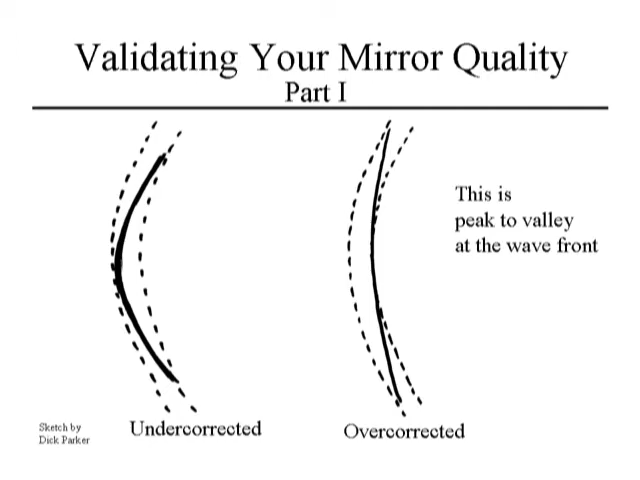 Validating Your Mirror Quality
Part I
This is
peak to valley
at the wave front
Undercorrected
Overcorrected
Sketch by
Dick Parker